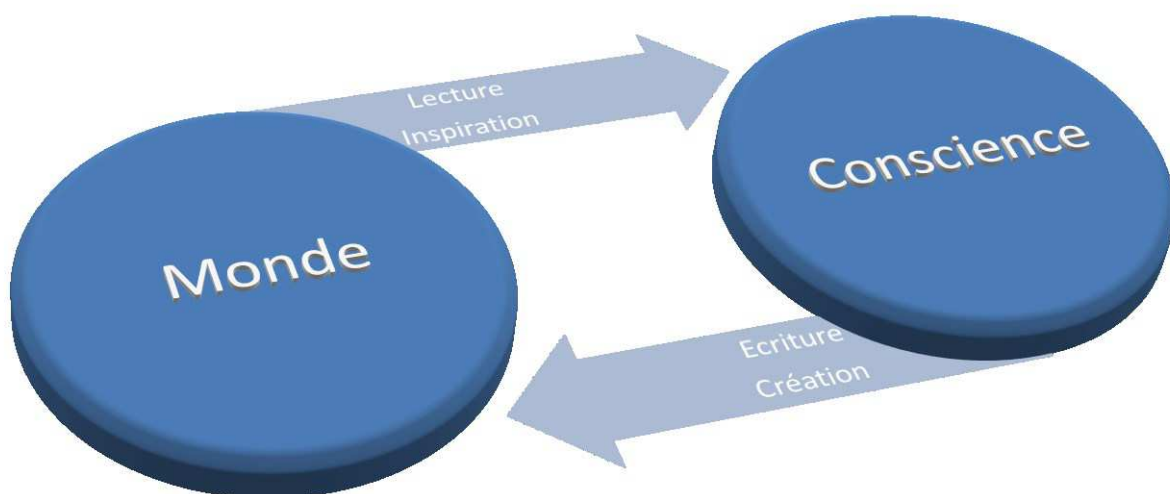 Lecture
Inspiration
Conscience
Monde
Ecriture
Création